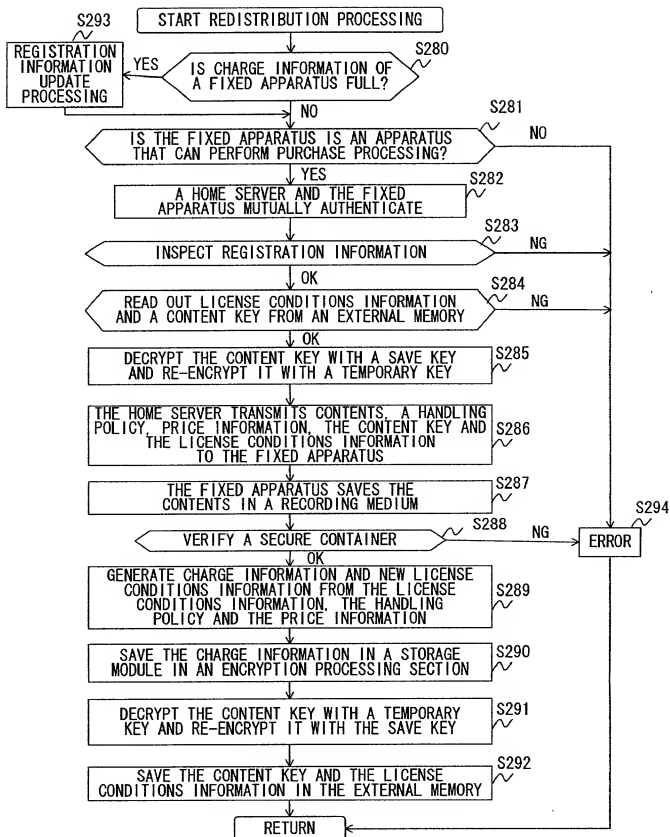 START REDISTRIBUTION PROCESSING
S293
REGISTRATION
INFORMATION
UPDATE
PROCESSING
YES
S280
IS CHARGE INFORMATION OF
A FIXED APPARATUS FULL?
NO
S281
IS THE FIXED APPARATUS IS AN APPARATUS
THAT CAN PERFORM PURCHASE PROCESSING?
NO
YES
S282
A HOME SERVER AND THE FIXED
APPARATUS MUTUALLY AUTHENTICATE
S283
INSPECT REGISTRATION INFORMATION
NG
OK
S284
READ OUT LICENSE CONDITIONS INFORMATION
AND A CONTENT KEY FROM AN EXTERNAL MEMORY
NG
OK
S285
DECRYPT THE CONTENT KEY WITH A SAVE KEY
AND RE-ENCRYPT IT WITH A TEMPORARY KEY
THE HOME SERVER TRANSMITS CONTENTS, A HANDLING
POLICY, PRICE INFORMATION, THE CONTENT KEY AND
THE LICENSE CONDITIONS INFORMATION
TO THE FIXED APPARATUS
S286
THE FIXED APPARATUS SAVES THE
CONTENTS IN A RECORDING MEDIUM
S287
S288
VERIFY A SECURE CONTAINER
NG
S294
ERROR
OK
GENERATE CHARGE INFORMATION AND NEW LICENSE
CONDITIONS INFORMATION FROM THE LICENSE
CONDITIONS INFORMATION, THE HANDLING
POLICY AND THE PRICE INFORMATION
S289
SAVE THE CHARGE INFORMATION IN A STORAGE
MODULE IN AN ENCRYPTION PROCESSING SECTION
S290
DECRYPT THE CONTENT KEY WITH A TEMPORARY
KEY AND RE-ENCRYPT IT WITH THE SAVE KEY
S291
SAVE THE CONTENT KEY AND THE LICENSE
CONDITIONS INFORMATION IN THE EXTERNAL MEMORY
S292
RETURN